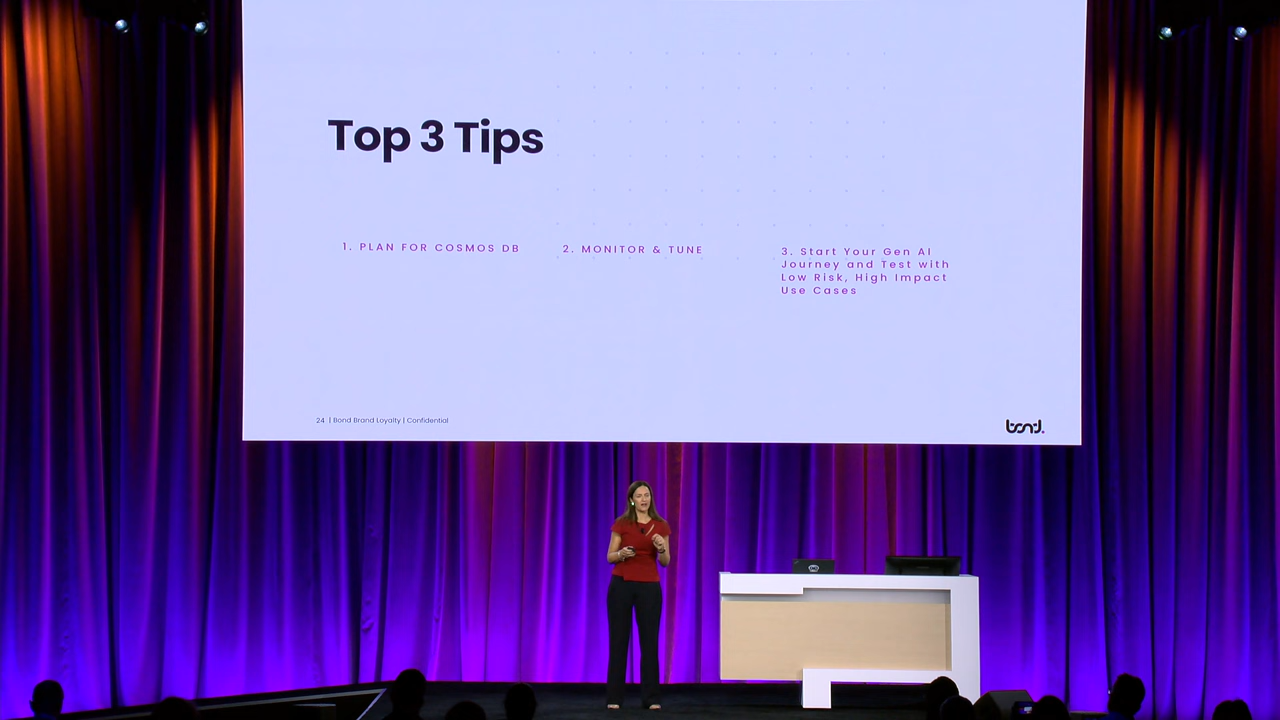 Top 3 Tips
1. PLAN FOR COSMOS DB
2. MONITOR & TUNE
3. Start Your Gen AI
Journey and Test with
Low Risk, High Impact
Use Cases
24 | Bond Brand Loyalty | Confidential
bond.